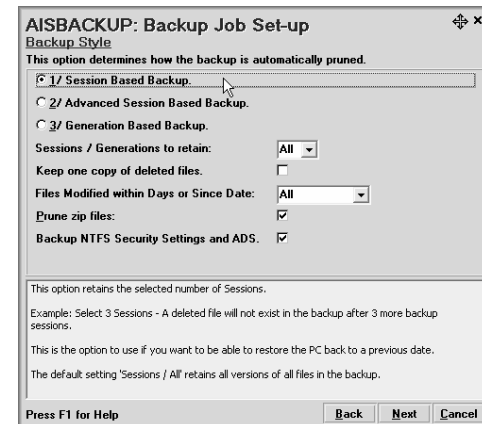 AISBACKUP: Backup Job Set-up
Backup Style
This option determines how the backup is automatically pruned.
1/ Session Based Backup.
2/ Advanced Session Based Backup.
3/ Generation Based Backup.
Sessions / Generations to retain: All
Keep one copy of deleted files.
Files Modified within Days or Since Date: All
Prune zip files:
Backup NTFS Security Settings and ADS.
This option retains the selected number of Sessions.
Example: Select 3 Sessions - A deleted file will not exist in the backup after 3 more backup
sessions.
This is the option to use if you want to be able to restore the PC back to a previous date.
The default setting 'Sessions / All' retains all versions of all files in the backup.
Press F1 for Help Back Next Cancel